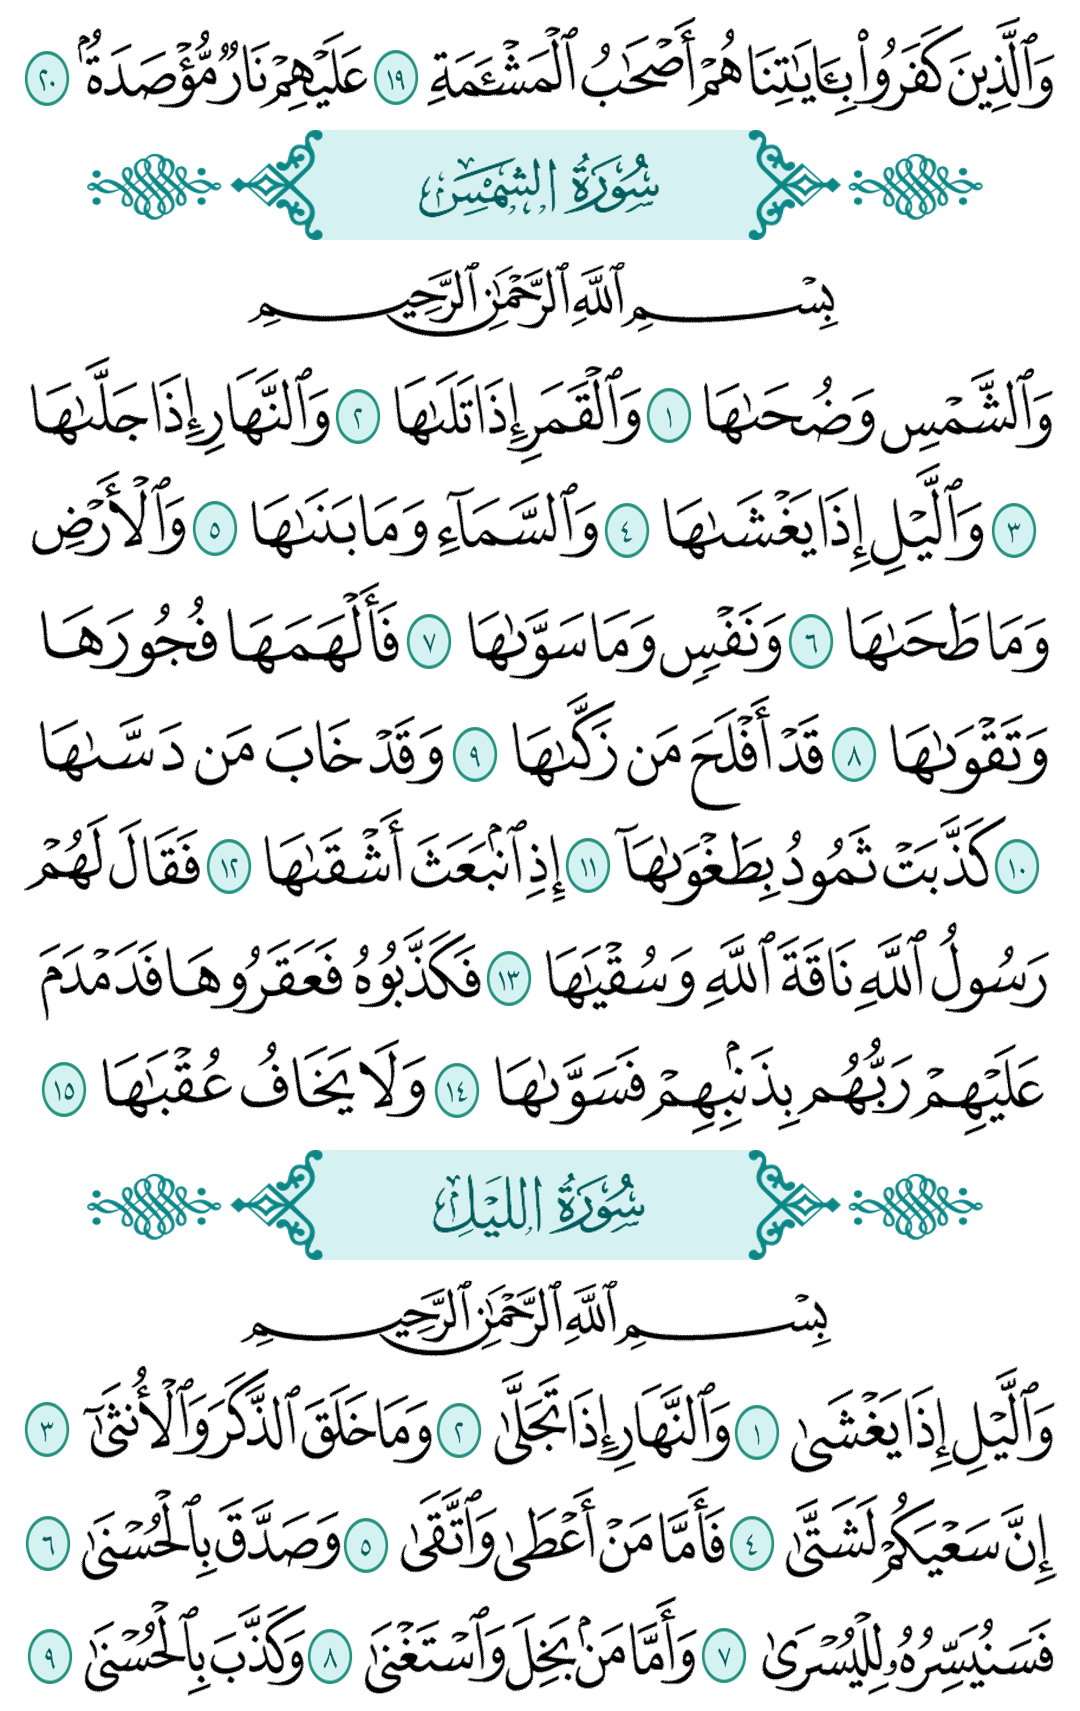 وَٱلَّذِينَ كَفَرُوا۟ بِـَٔايَـٰتِنَا هُمْ أَصْحَـٰبُ ٱلْمَشْـَٔمَةِ ١٩ عَلَيْهِمْ نَارٌ مُّؤْصَدَةٌۢ ٢٠
سُورَةُ الشَّمْسِ
بِسْمِ ٱللَّهِ ٱلرَّحْمَـٰنِ ٱلرَّحِيمِ
وَٱلشَّمْسِ وَضُحَىٰهَا ١ وَٱلْقَمَرِ إِذَا تَلَىٰهَا ٢ وَٱلنَّهَارِ إِذَا جَلَّىٰهَا
٣ وَٱلَّيْلِ إِذَا يَغْشَىٰهَا ٤ وَٱلسَّمَآءِ وَمَا بَنَىٰهَا ٥ وَٱلْأَرْضِ
وَمَا طَحَىٰهَا ٦ وَنَفْسٍ وَمَا سَوَّىٰهَا ٧ فَأَلْهَمَهَا فُجُورَهَا
وَتَقْوَىٰهَا ٨ قَدْ أَفْلَحَ مَن زَكَّىٰهَا ٩ وَقَدْ خَابَ مَن دَسَّىٰهَا
١٠ كَذَّبَتْ ثَمُودُ بِطَغْوَىٰهَآ ١١ إِذِ ٱنۢبَعَثَ أَشْقَىٰهَا ١٢ فَقَالَ لَهُمْ
رَسُولُ ٱللَّهِ نَاقَةَ ٱللَّهِ وَسُقْيَـٰهَا ١٣ فَكَذَّبُوهُ فَعَقَرُوهَا فَدَمْدَمَ
عَلَيْهِمْ رَبُّهُم بِذَنۢبِهِمْ فَسَوَّىٰهَا ١٤ وَلَا يَخَافُ عُقْبَـٰهَا ١٥
سُورَةُ اللَّيْلِ
بِسْمِ ٱللَّهِ ٱلرَّحْمَـٰنِ ٱلرَّحِيمِ
وَٱلَّيْلِ إِذَا يَغْشَىٰ ١ وَٱلنَّهَارِ إِذَا تَجَلَّىٰ ٢ وَمَا خَلَقَ ٱلذَّكَرَ وَٱلْأُنثَىٰٓ ٣
إِنَّ سَعْيَكُمْ لَشَتَّىٰ ٤ فَأَمَّا مَنْ أَعْطَىٰ وَٱتَّقَىٰ ٥ وَصَدَّقَ بِٱلْحُسْنَىٰ ٦
فَسَنُيَسِّرُهُۥ لِلْيُسْرَىٰ ٧ وَأَمَّا مَنۢ بَخِلَ وَٱسْتَغْنَىٰ ٨ وَكَذَّبَ بِٱلْحُسْنَىٰ ٩